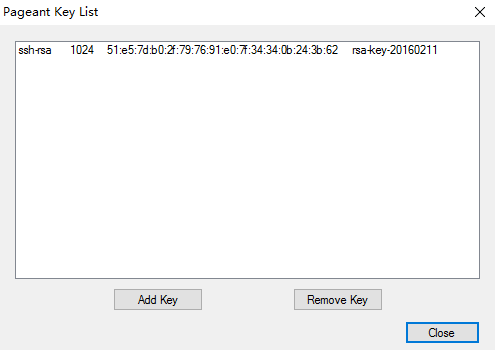 Pageant Key List
ssh-rsa 1024 51:e5:7d:b0:2f:79:76:91:e0:7f:34:34:0b:24:3b:62 rsa-key-20160211
Add Key Remove Key
Close